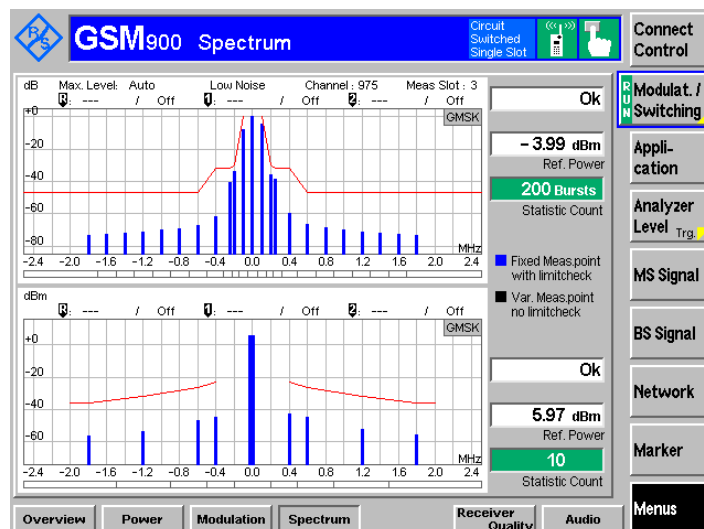 R&S
GSM900 Spectrum
Circuit
Switched
Single Slot
Connect
Control
dB Max. Level: Auto Low Noise Channel : 975 Meas Slot : 3
R: --- / Off 1: --- / Off 2: --- / Off
GMSK
+0
-20
-40
-60
-80
MHz
-2.4 -2.0 -1.6 -1.2 -0.8 -0.4 0.0 0.4 0.8 1.2 1.6 2.0 2.4
Ok
-3.99 dBm
Ref. Power
200 Bursts
Statistic Count
Fixed Meas.point
with limitcheck
Var. Meas.point
no limitcheck
dBm
R: --- / Off 1: --- / Off 2: --- / Off
GMSK
+0
-20
-40
-60
MHz
-2.4 -2.0 -1.6 -1.2 -0.8 -0.4 0.0 0.4 0.8 1.2 1.6 2.0 2.4
Ok
5.97 dBm
Ref. Power
10
Statistic Count
RUN
Modulat. /
Switching
Appli-
cation
Analyzer
Level Trg.
MS Signal
BS Signal
Network
Marker
Menus
Overview Power Modulation Spectrum Receiver
Quality Audio